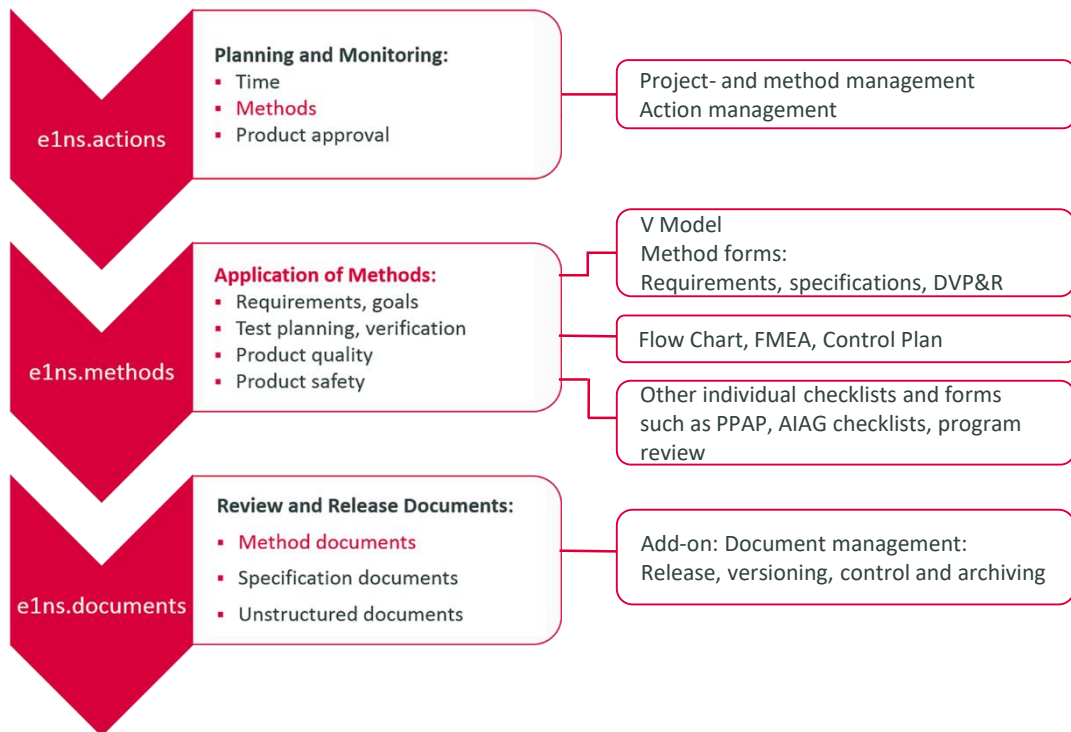 e1ns.actions
Planning and Monitoring:
▪ Time
▪ Methods
▪ Product approval
Project- and method management
Action management
e1ns.methods
Application of Methods:
▪ Requirements, goals
▪ Test planning, verification
▪ Product quality
▪ Product safety
V Model
Method forms:
Requirements, specifications, DVP&R
Flow Chart, FMEA, Control Plan
Other individual checklists and forms
such as PPAP, AIAG checklists, program
review
e1ns.documents
Review and Release Documents:
▪ Method documents
▪ Specification documents
▪ Unstructured documents
Add-on: Document management:
Release, versioning, control and archiving